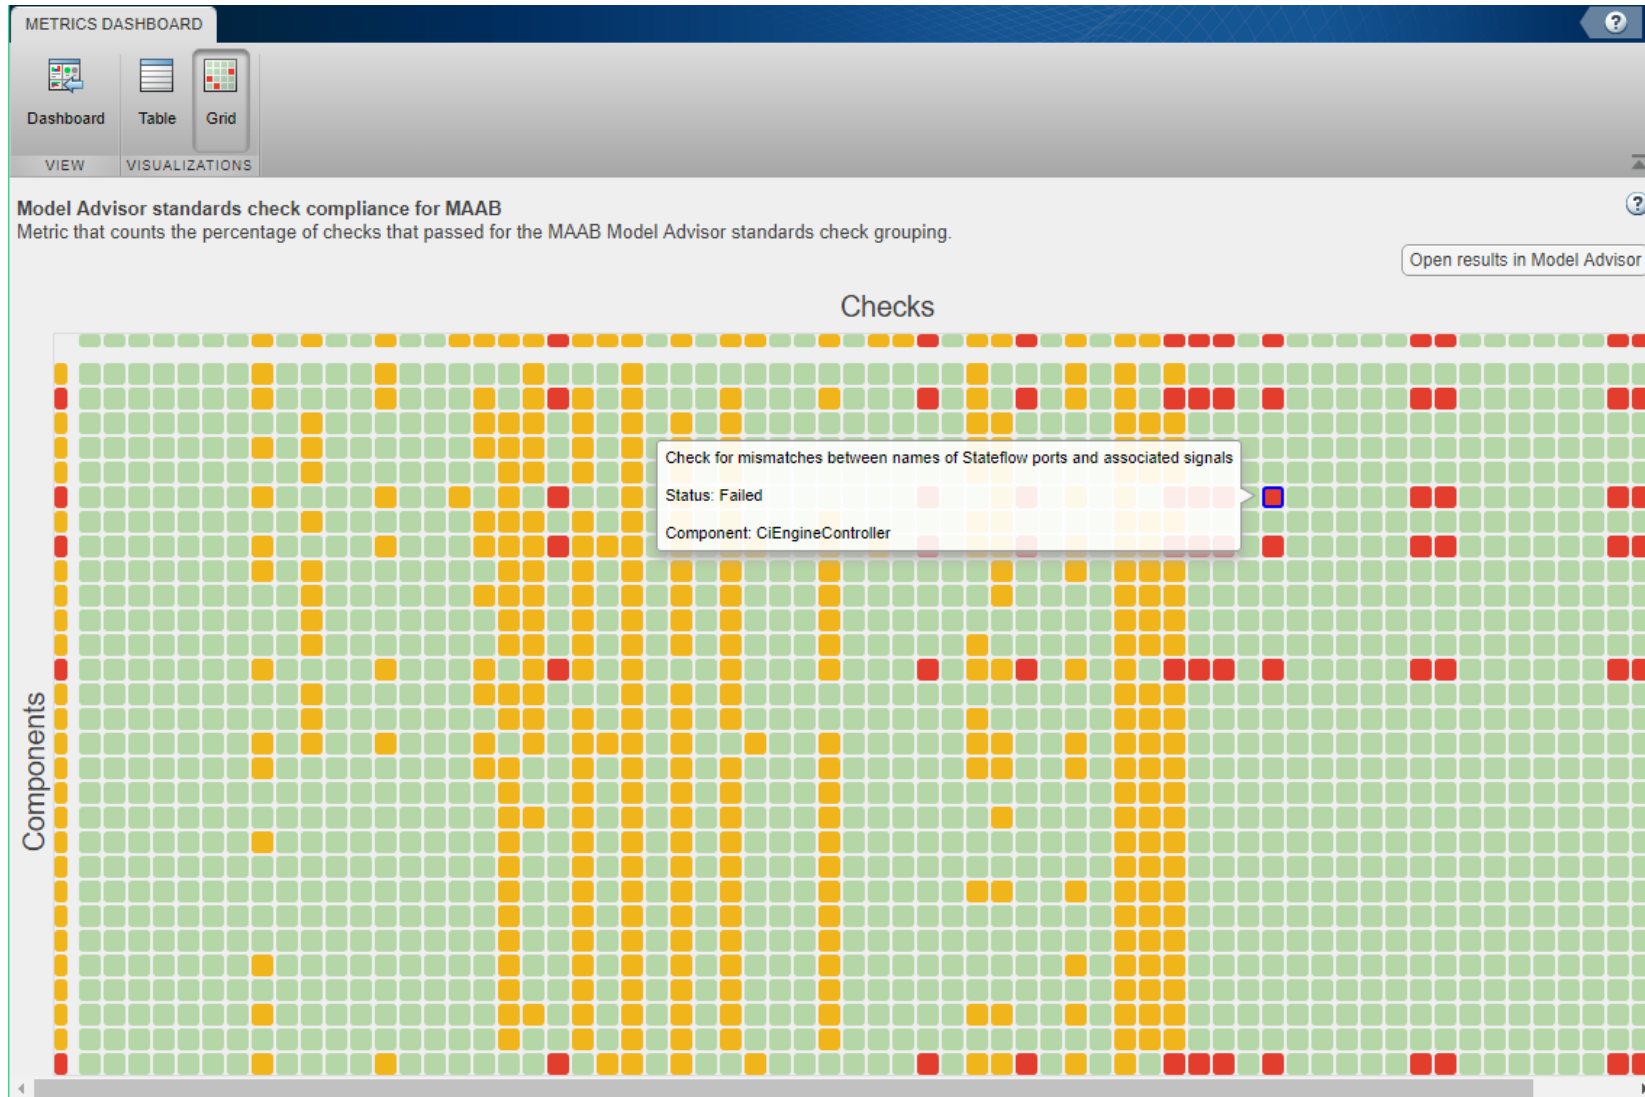 METRICS DASHBOARD
?
Dashboard
Table
Grid
VIEW
VISUALIZATIONS
Model Advisor standards check compliance for MAAB
?
Metric that counts the percentage of checks that passed for the MAAB Model Advisor standards check grouping.
Open results in Model Advisor
Checks
Check for mismatches between names of Stateflow ports and associated signals
Status: Failed
Component: CiEngineController
Components